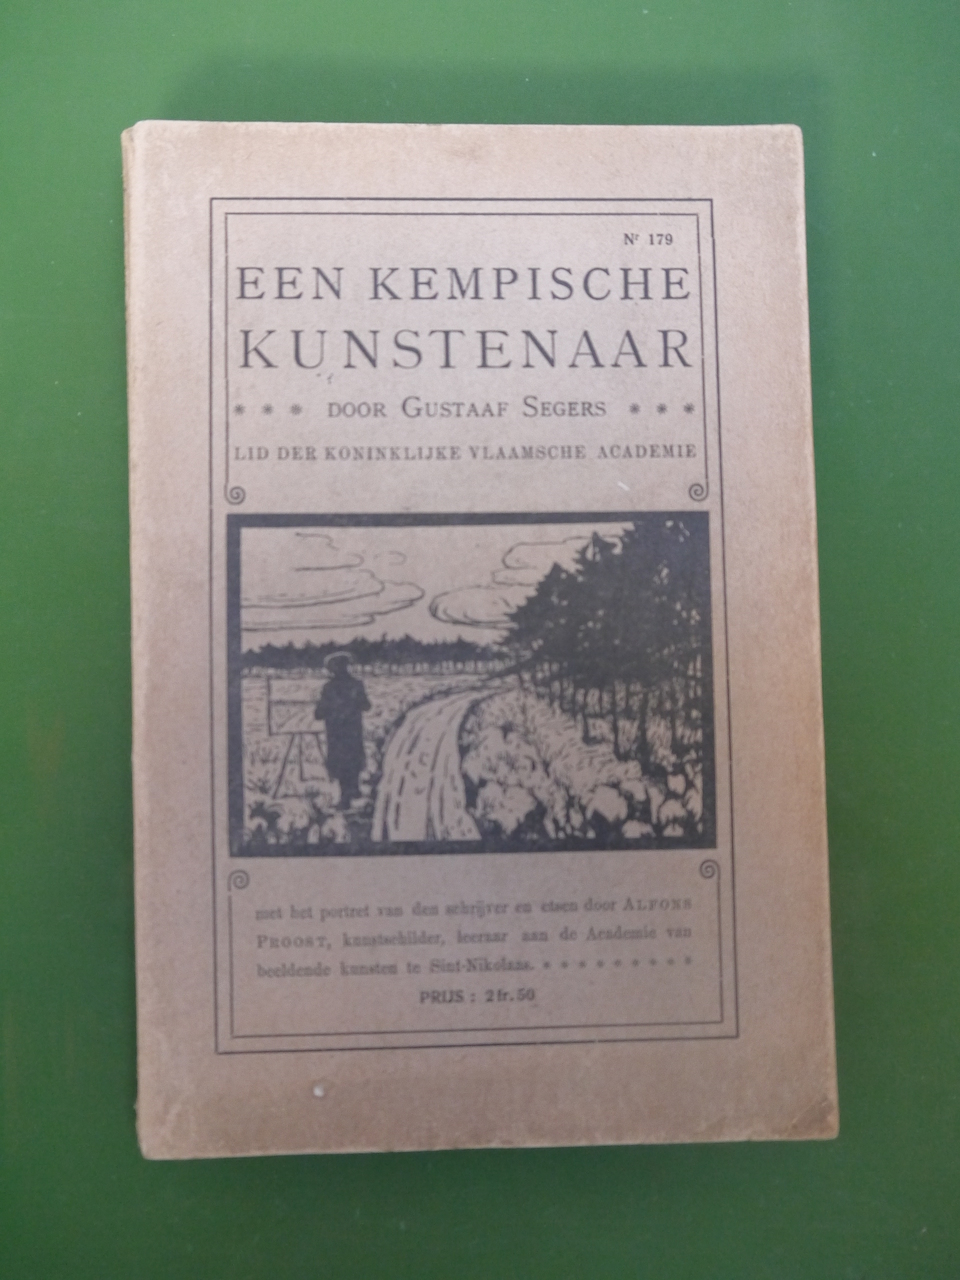 Nr 179
EEN KEMPISCHE
KUNSTENAAR
* * * DOOR GUSTAAF SEGERS * * *
LID DER KONINKLIJKE VLAAMSCHE ACADEMIE
met het portret van den schrijver en etsen door ALFONS
PROOST, kunstschilder, leeraar aan de Academie van
beeldende kunsten te Sint-Nikolaas. * * * * * * * * *
PRIJS : 2 fr. 50